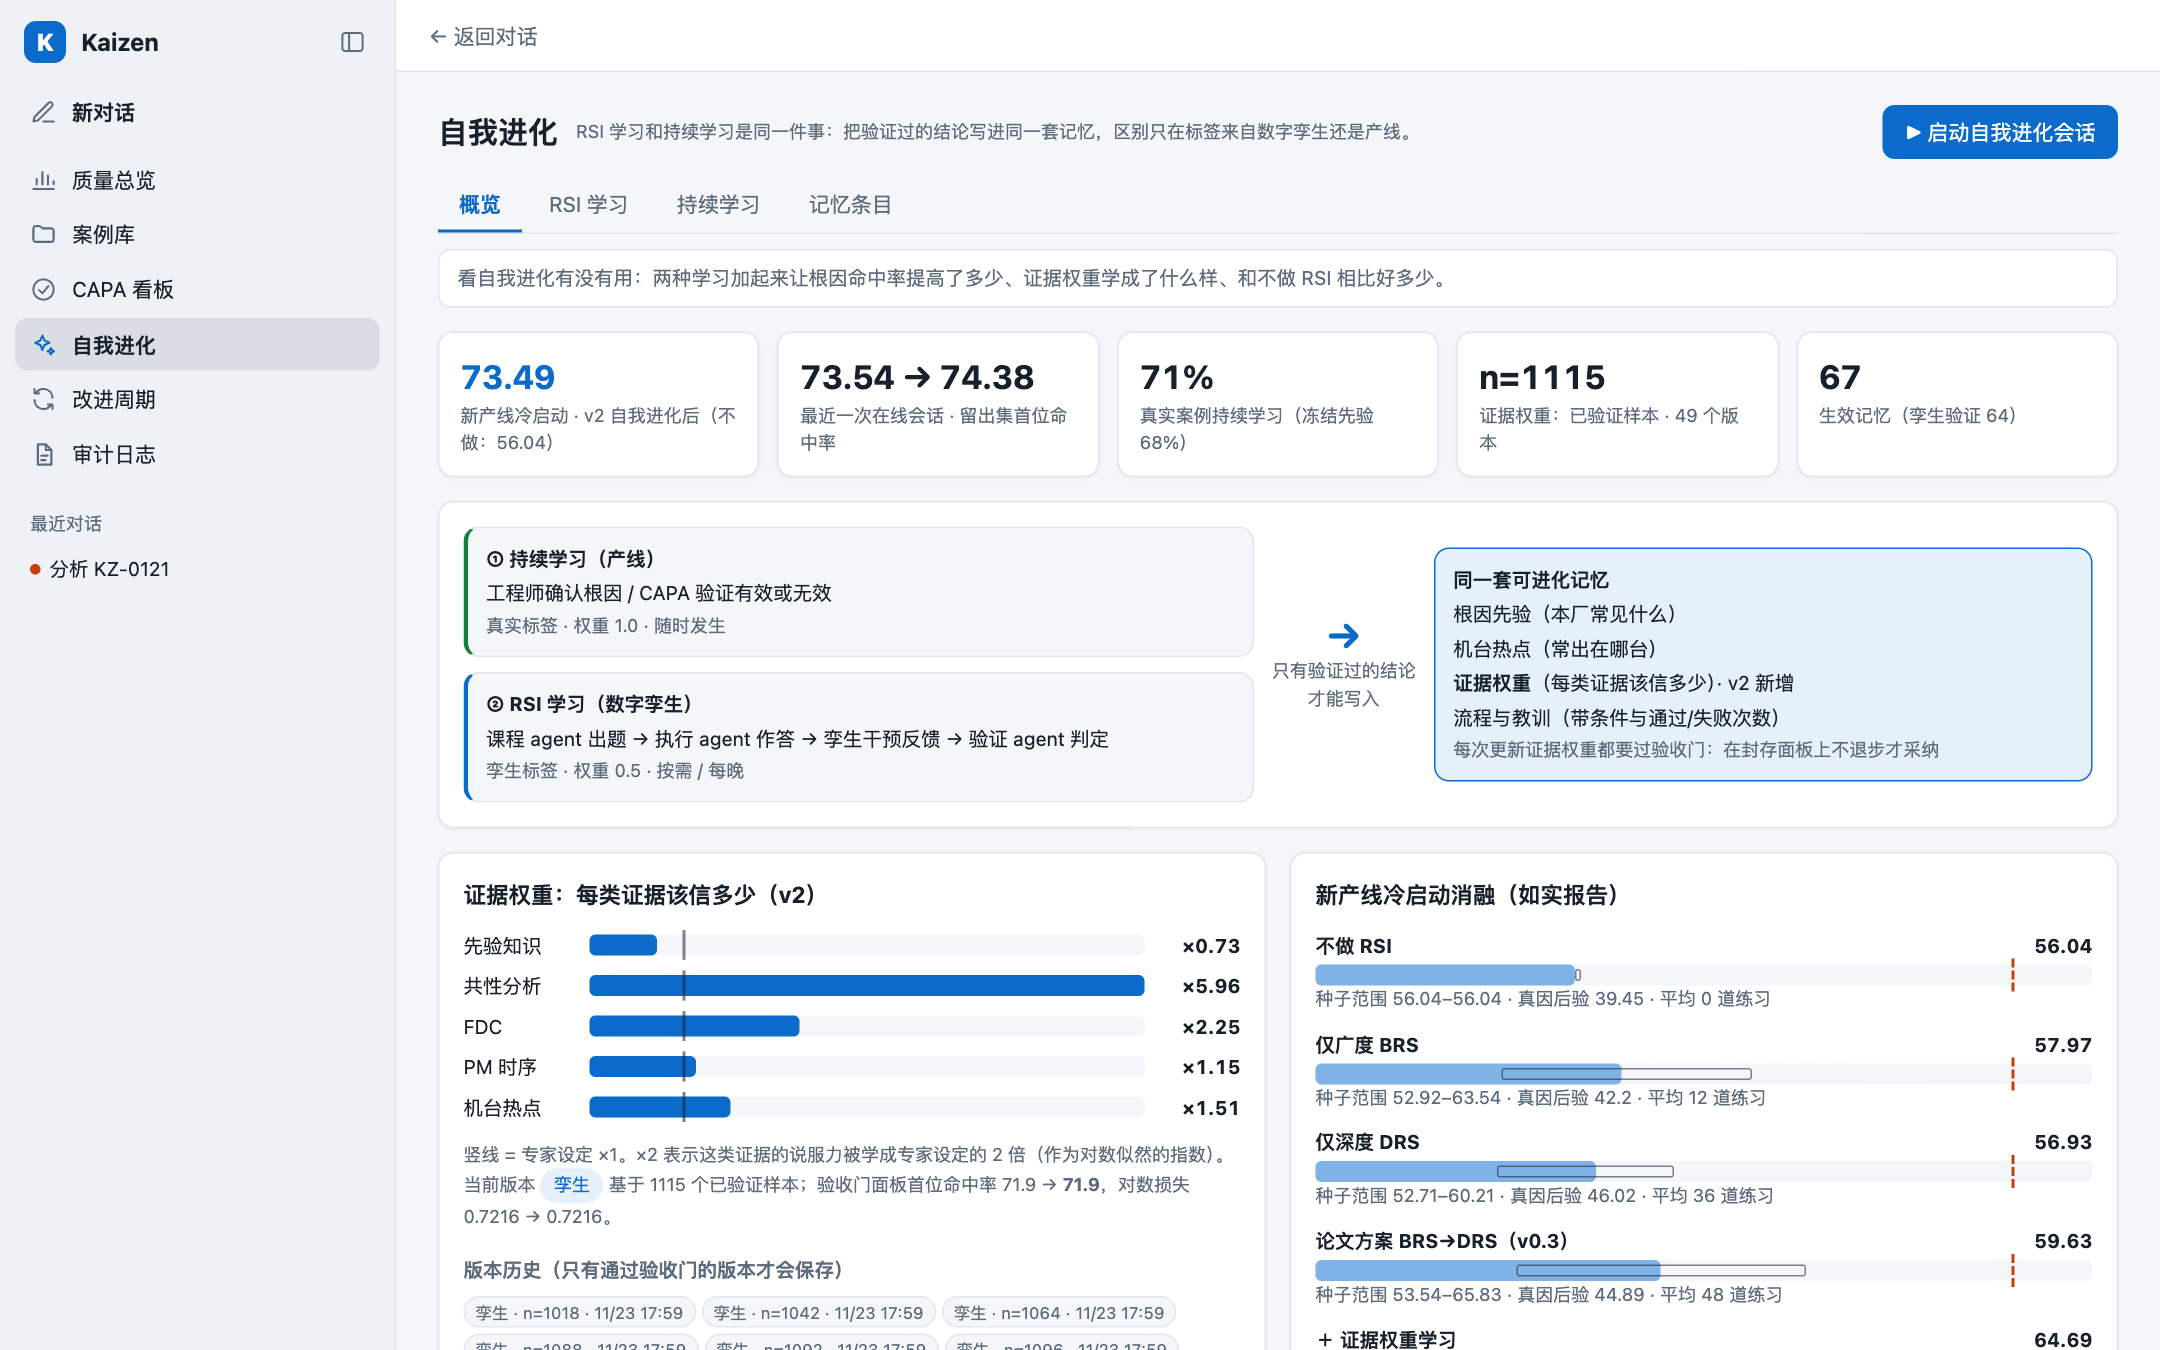 K Kaizen
新对话
质量总览
案例库
CAPA 看板
自我进化
改进周期
审计日志
最近对话
分析 KZ-0121
← 返回对话
自我进化 RSI 学习和持续学习是同一件事：把验证过的结论写进同一套记忆，区别只在标签来自数字孪生还是产线。
▶ 启动自我进化会话
概览 RSI 学习 持续学习 记忆条目
看自我进化有没有用：两种学习加起来让根因命中率提高了多少、证据权重学成了什么样、和不做 RSI 相比好多少。
73.49
新产线冷启动 · v2 自我进化后（不
做：56.04）
73.54 → 74.38
最近一次在线会话 · 留出集首位命
中率
71%
真实案例持续学习（冻结先验
68%）
n=1115
证据权重：已验证样本 · 49 个版
本
67
生效记忆（孪生验证 64）
① 持续学习（产线）
工程师确认根因 / CAPA 验证有效或无效
真实标签 · 权重 1.0 · 随时发生
② RSI 学习（数字孪生）
课程 agent 出题 → 执行 agent 作答 → 孪生干预反馈 → 验证 agent 判定
孪生标签 · 权重 0.5 · 按需 / 每晚
→
只有验证过的结论
才能写入
同一套可进化记忆
根因先验（本厂常见什么）
机台热点（常出在哪台）
证据权重（每类证据该信多少）· v2 新增
流程与教训（带条件与通过/失败次数）
每次更新证据权重都要过验收门：在封存面板上不退步才采纳
证据权重：每类证据该信多少（v2）
先验知识 ×0.73
共性分析 ×5.96
FDC ×2.25
PM 时序 ×1.15
机台热点 ×1.51
竖线 = 专家设定 ×1。×2 表示这类证据的说服力被学成专家设定的 2 倍（作为对数似然的指数）。
当前版本 孪生 基于 1115 个已验证样本；验收门面板首位命中率 71.9 → 71.9，对数损失
0.7216 → 0.7216。
版本历史（只有通过验收门的版本才会保存）
孪生 · n=1018 · 11/23 17:59 孪生 · n=1042 · 11/23 17:59 孪生 · n=1064 · 11/23 17:59
孪生 · n=1088 · 11/23 17:59 孪生 · n=1092 · 11/23 17:59 孪生 · n=1096 · 11/23 17:59
新产线冷启动消融（如实报告）
不做 RSI 56.04
种子范围 56.04–56.04 · 真因后验 39.45 · 平均 0 道练习
仅广度 BRS 57.97
种子范围 52.92–63.54 · 真因后验 42.2 · 平均 12 道练习
仅深度 DRS 56.93
种子范围 52.71–60.21 · 真因后验 46.02 · 平均 36 道练习
论文方案 BRS→DRS（v0.3） 59.63
种子范围 53.54–65.83 · 真因后验 44.89 · 平均 48 道练习
＋ 证据权重学习 64.69